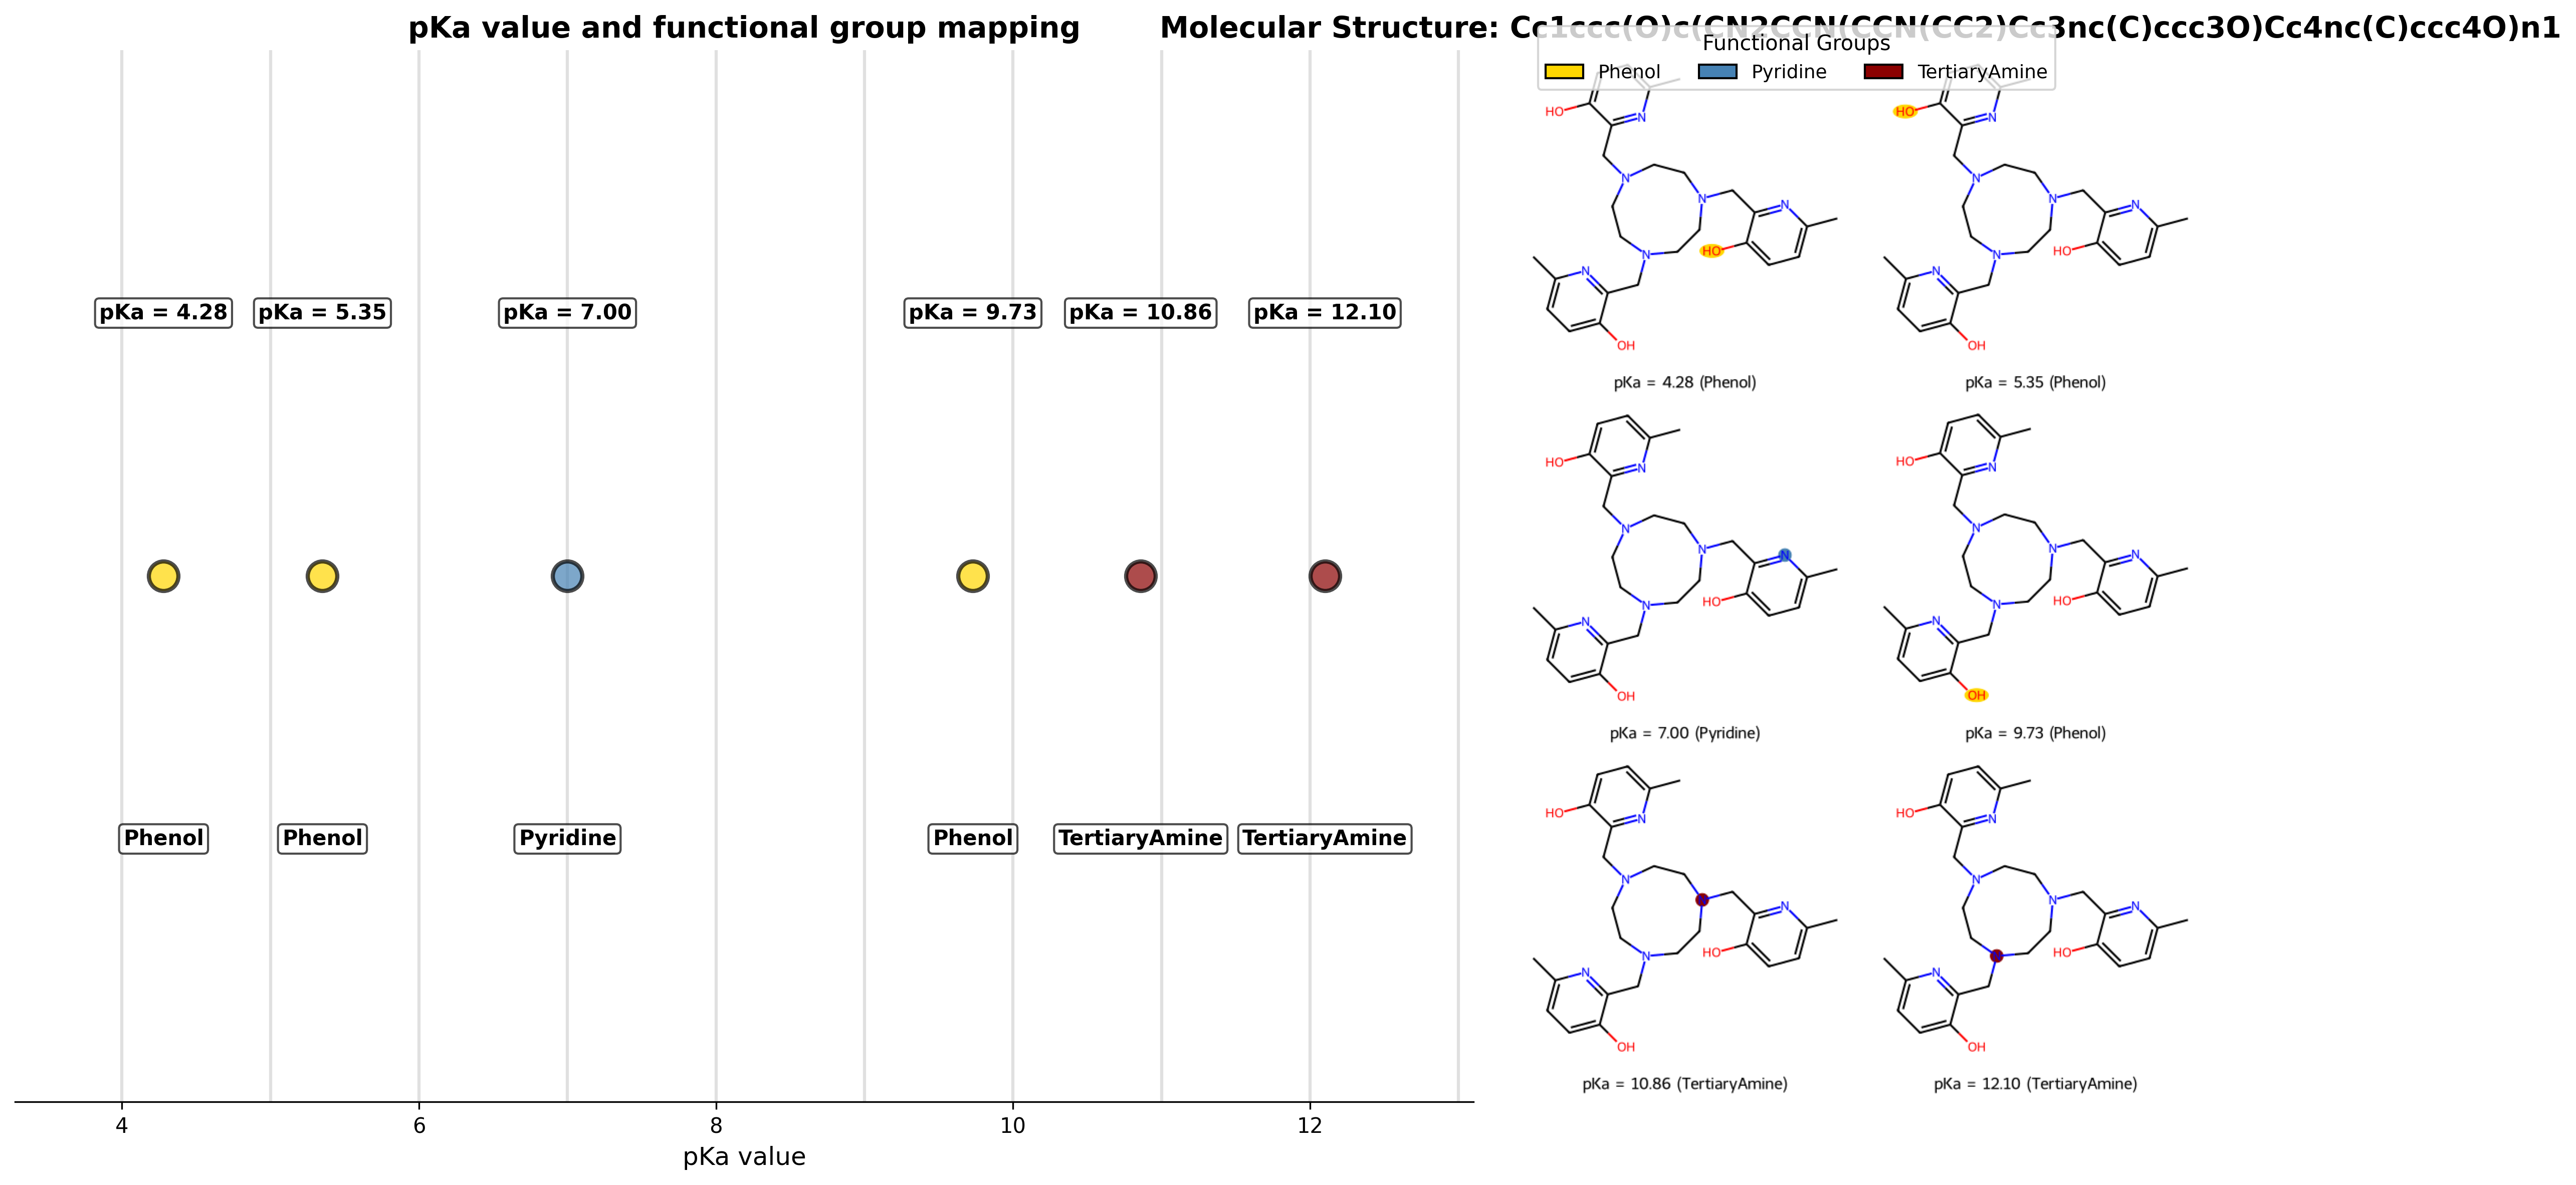 pKa value and functional group mapping
Molecular Structure: Cc1ccc(O)c(CN2CCN(CCN(CC2)Cc3nc(C)ccc3O)Cc4nc(C)ccc4O)n1
Functional Groups
Phenol Pyridine TertiaryAmine
pKa = 4.28 pKa = 5.35 pKa = 7.00 pKa = 9.73 pKa = 10.86 pKa = 12.10
Phenol Phenol Pyridine Phenol TertiaryAmine TertiaryAmine
4 6 8 10 12
pKa value
HO N N N N HO N OH
pKa = 4.28 (Phenol)
HO N N N N HO N OH
pKa = 5.35 (Phenol)
HO N N N N HO N OH
pKa = 7.00 (Pyridine)
HO N N N N HO N OH
pKa = 9.73 (Phenol)
HO N N N HO N N OH
pKa = 10.86 (TertiaryAmine)
HO N N N N HO N OH
pKa = 12.10 (TertiaryAmine)